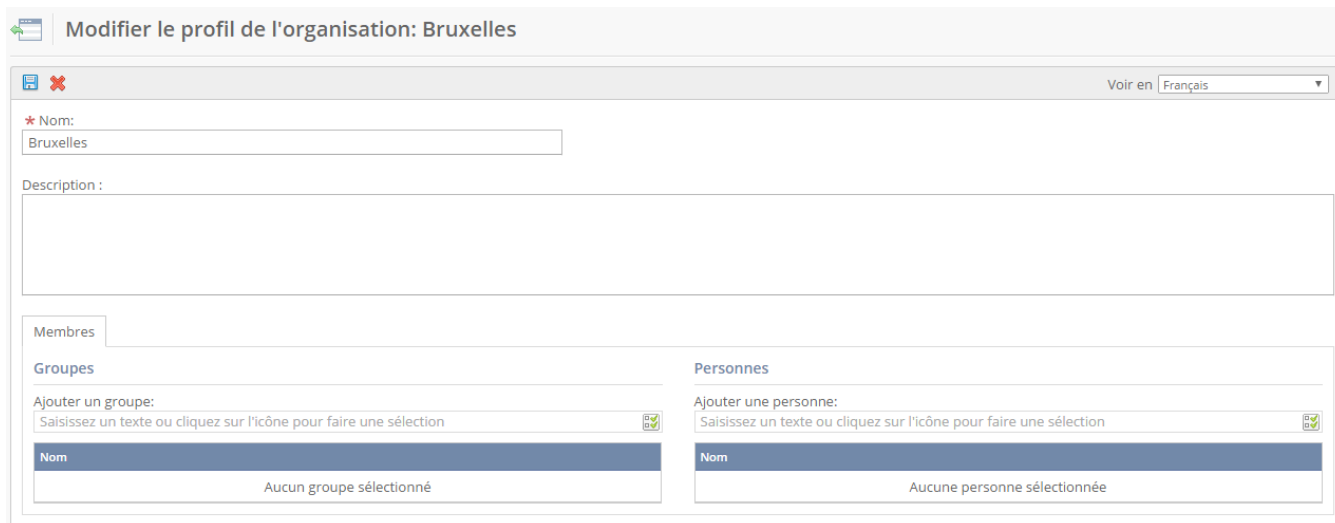 Modifier le profil de l'organisation: Bruxelles
Voir en Français
* Nom:
Bruxelles
Description :
Membres
Groupes
Personnes
Ajouter un groupe:
Ajouter une personne:
Saisissez un texte ou cliquez sur l'icône pour faire une sélection
Saisissez un texte ou cliquez sur l'icône pour faire une sélection
Nom
Nom
Aucun groupe sélectionné
Aucune personne sélectionnée